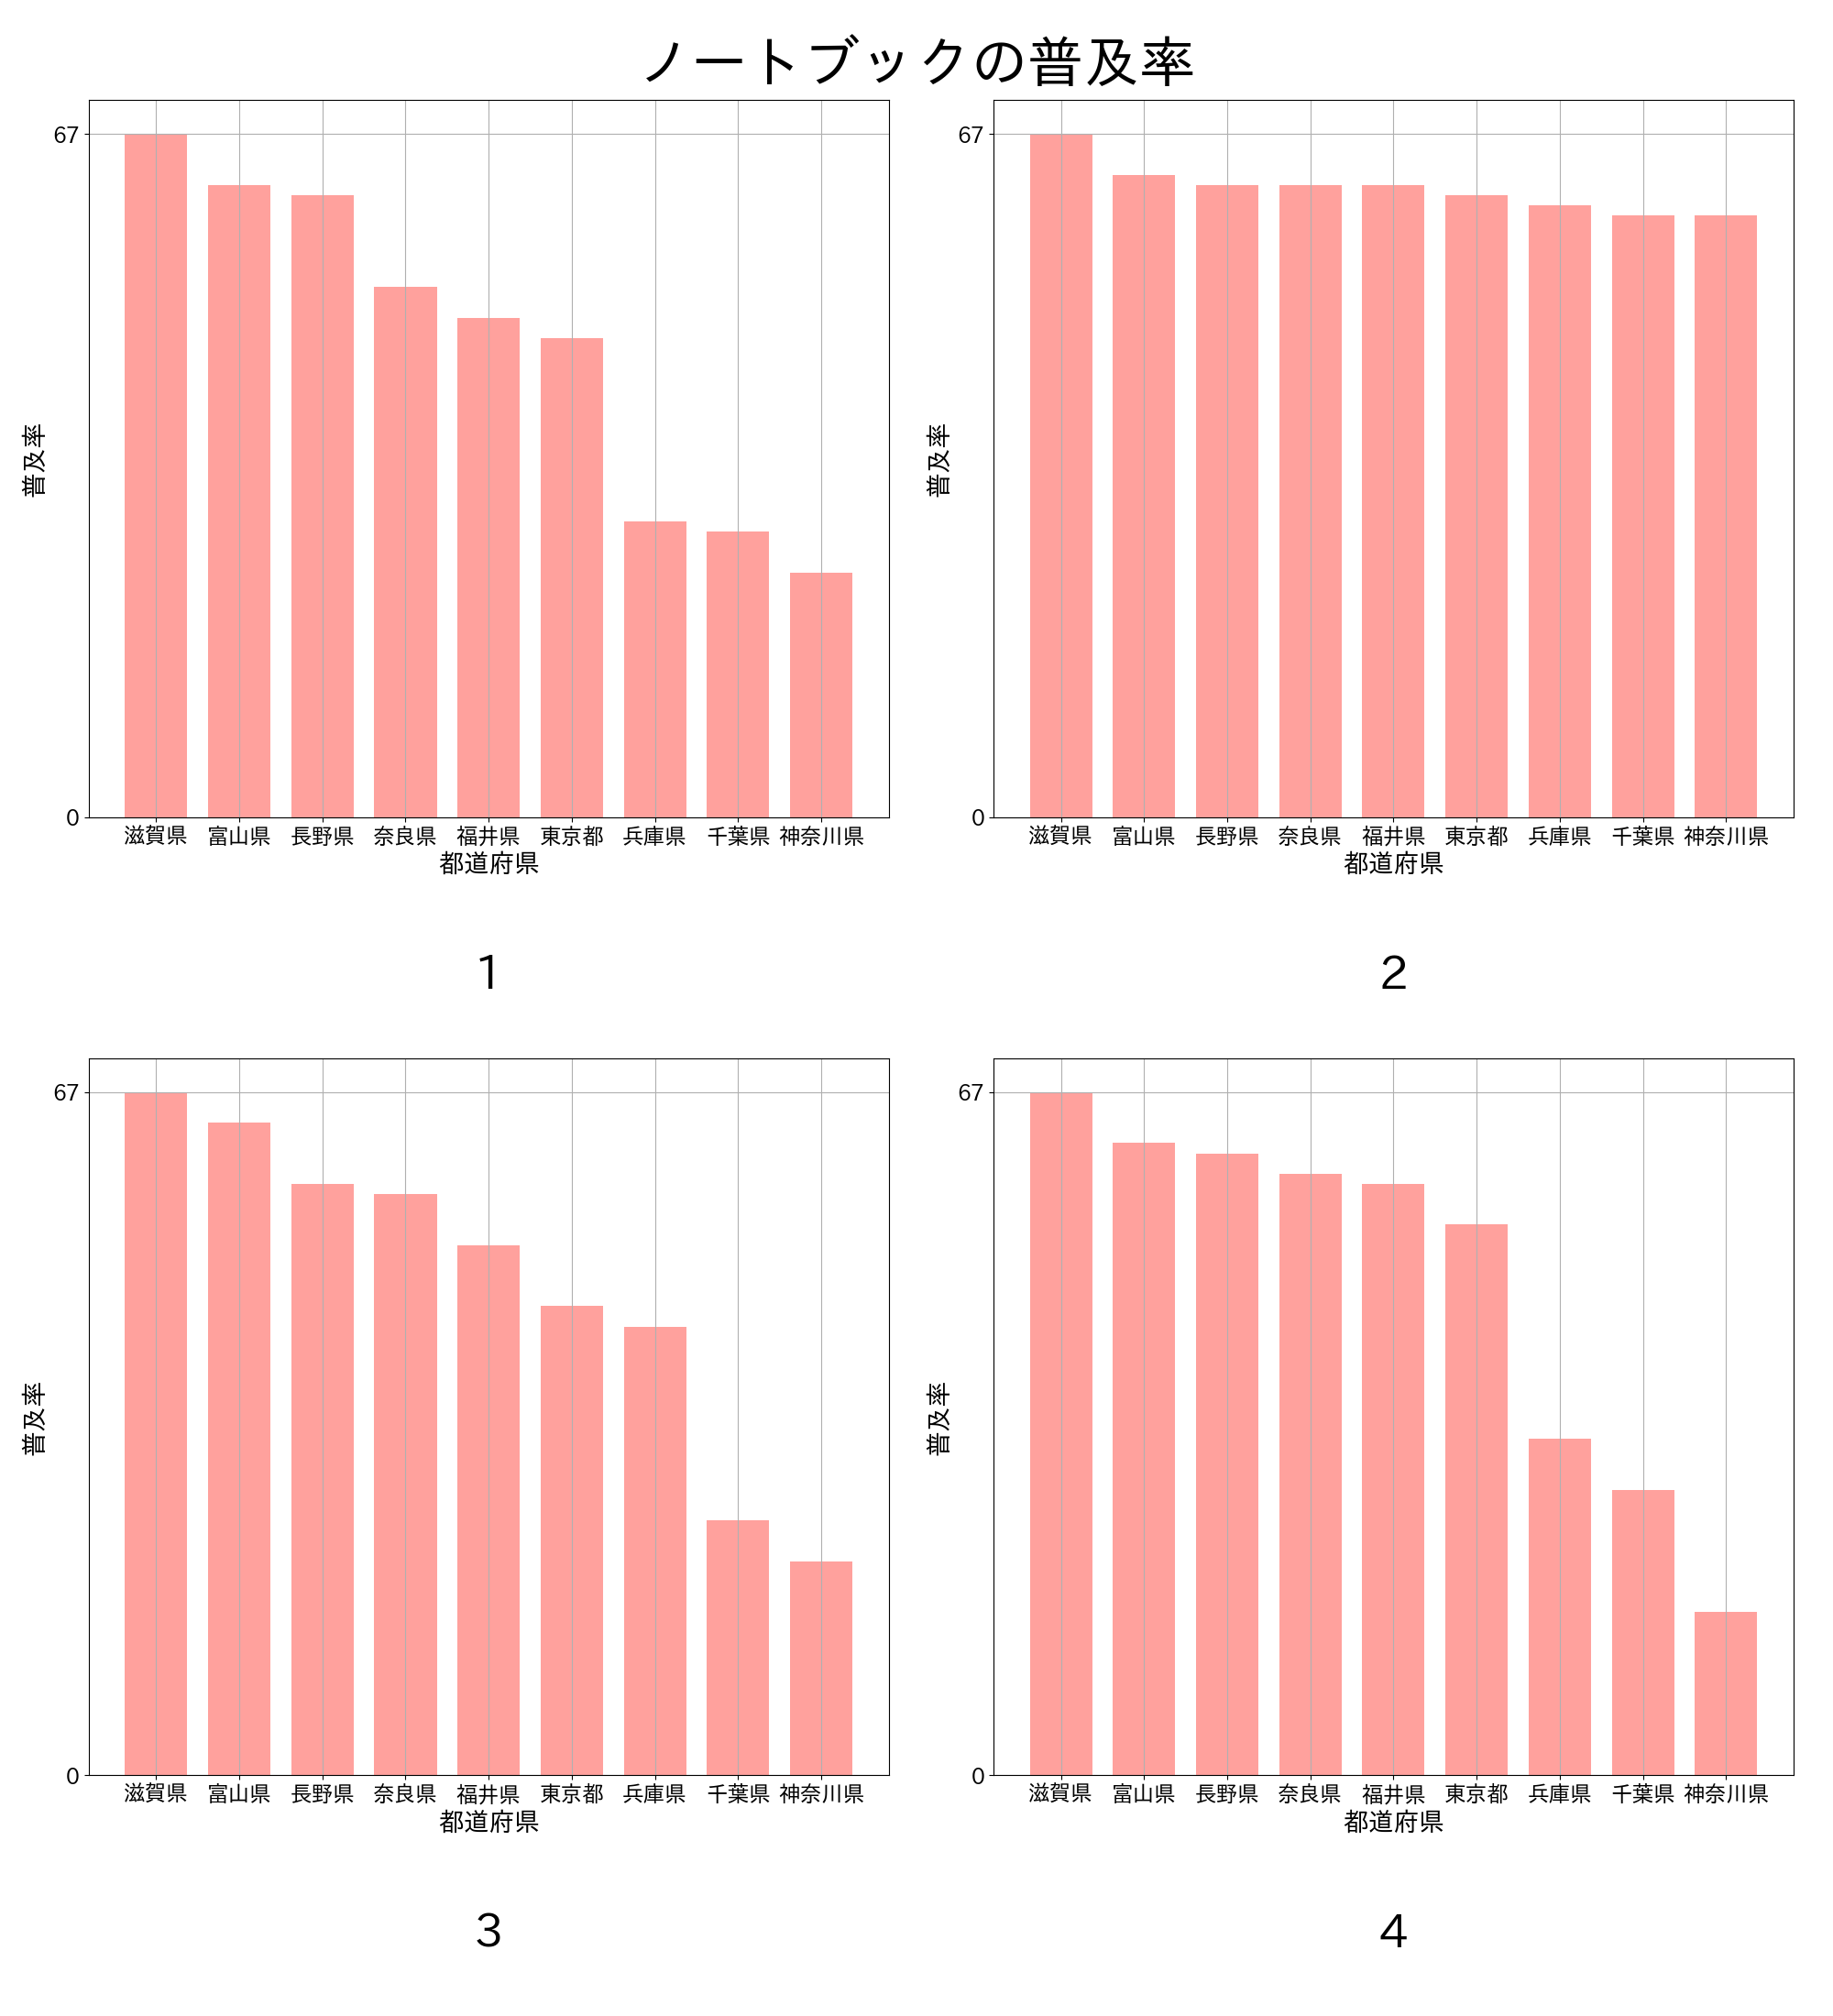 ノートブックの普及率
67
0
普及率
滋賀県 富山県 長野県 奈良県 福井県 東京都 兵庫県 千葉県 神奈川県
都道府県
1
67
0
普及率
滋賀県 富山県 長野県 奈良県 福井県 東京都 兵庫県 千葉県 神奈川県
都道府県
2
67
0
普及率
滋賀県 富山県 長野県 奈良県 福井県 東京都 兵庫県 千葉県 神奈川県
都道府県
3
67
0
普及率
滋賀県 富山県 長野県 奈良県 福井県 東京都 兵庫県 千葉県 神奈川県
都道府県
4